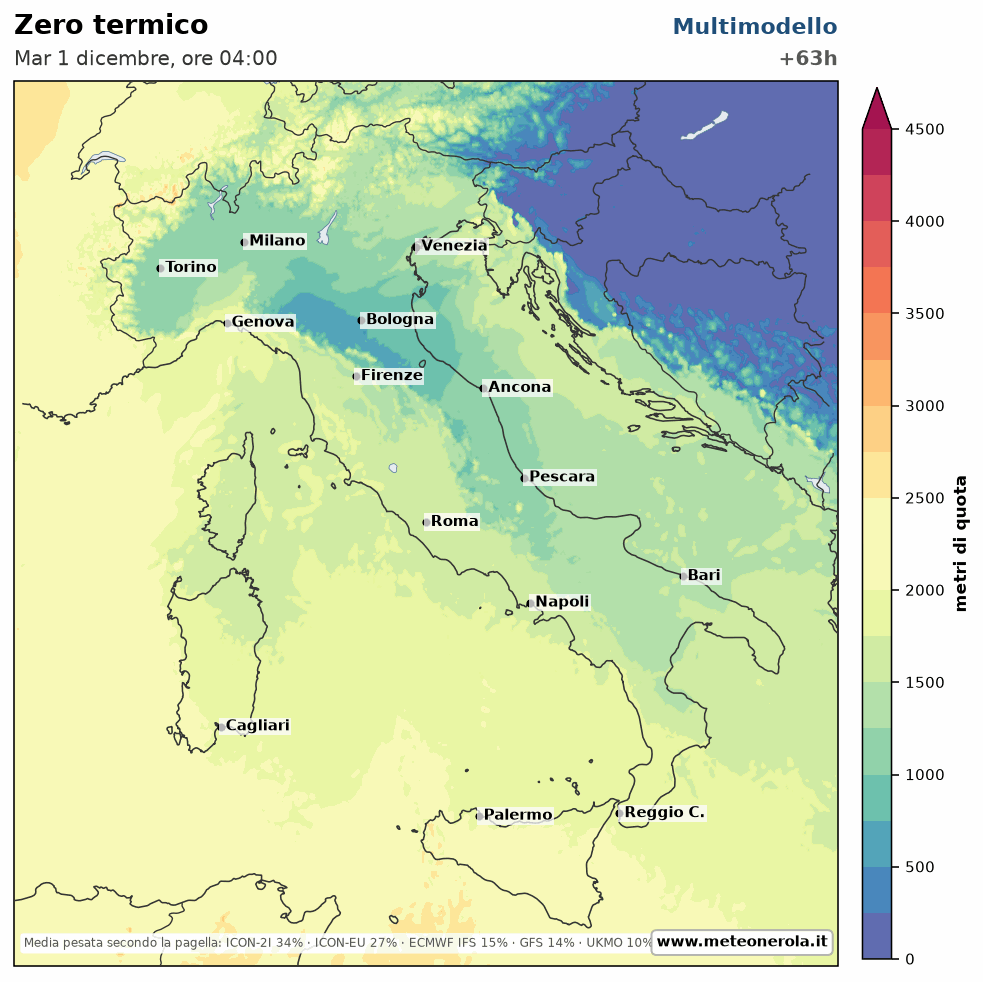 Zero termico
Multimodello
Mar 1 dicembre, ore 04:00
+63h
4500
4000
3500
3000
2500
2000
1500
1000
500
0
metri di quota
Milano
Venezia
Torino
Genova
Bologna
Firenze
Ancona
Pescara
Roma
Bari
Napoli
Cagliari
Palermo
Reggio C.
Media pesata secondo la pagella: ICON-2I 34% · ICON-EU 27% · ECMWF IFS 15% · GFS 14% · UKMO 10%
www.meteonerola.it